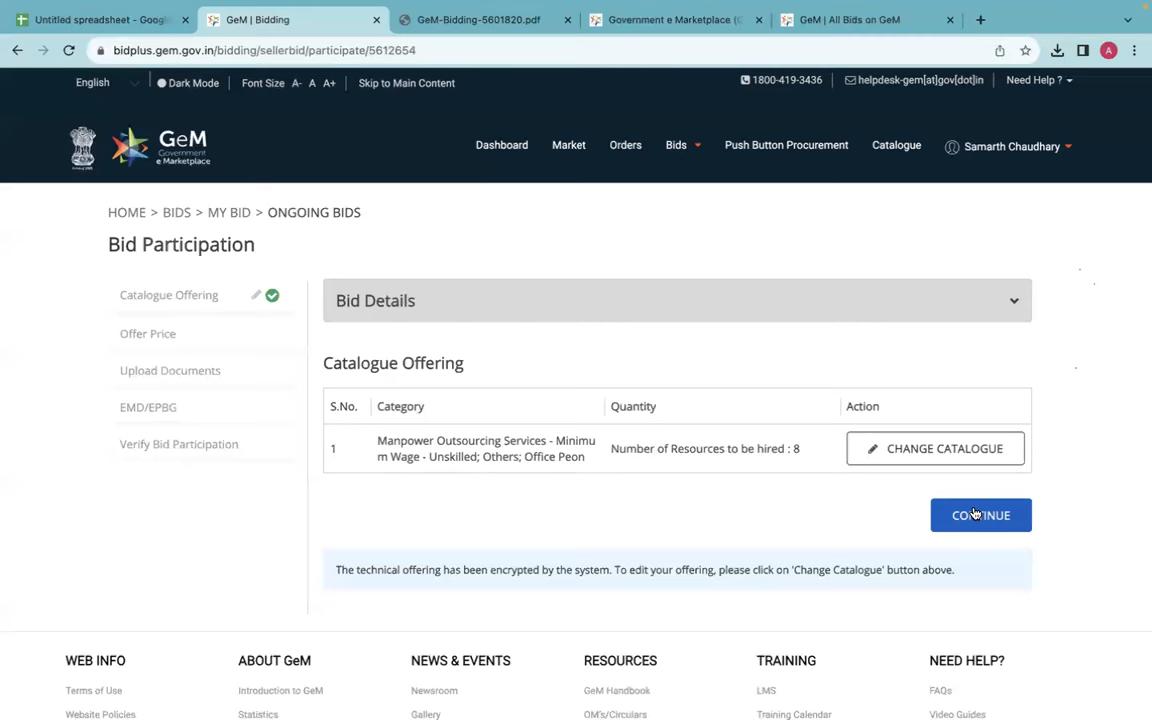 Untitled spreadsheet - Google
GeM | Bidding
GeM-Bidding-5601820.pdf
Government e Marketplace (G
GeM | All Bids on GeM
bidplus.gem.gov.in/bidding/sellerbid/participate/5612654
A
English
Dark Mode
Font Size A- A A+
Skip to Main Content
1800-419-3436
helpdesk-gem[at]gov[dot]in
Need Help ?
GeM
Government
e Marketplace
Dashboard
Market
Orders
Bids
Push Button Procurement
Catalogue
Samarth Chaudhary
HOME > BIDS > MY BID > ONGOING BIDS
Bid Participation
Catalogue Offering
Offer Price
Upload Documents
EMD/EPBG
Verify Bid Participation
Bid Details
Catalogue Offering
S.No. Category Quantity Action
1 Manpower Outsourcing Services - Minimu
m Wage - Unskilled; Others; Office Peon
Number of Resources to be hired : 8
CHANGE CATALOGUE
CONTINUE
The technical offering has been encrypted by the system. To edit your offering, please click on 'Change Catalogue' button above.
WEB INFO ABOUT GeM NEWS & EVENTS RESOURCES TRAINING NEED HELP?
Terms of Use Introduction to GeM Newsroom GeM Handbook LMS FAQs
Website Policies Statistics Gallery OM's/Circulars Training Calendar Video Guides